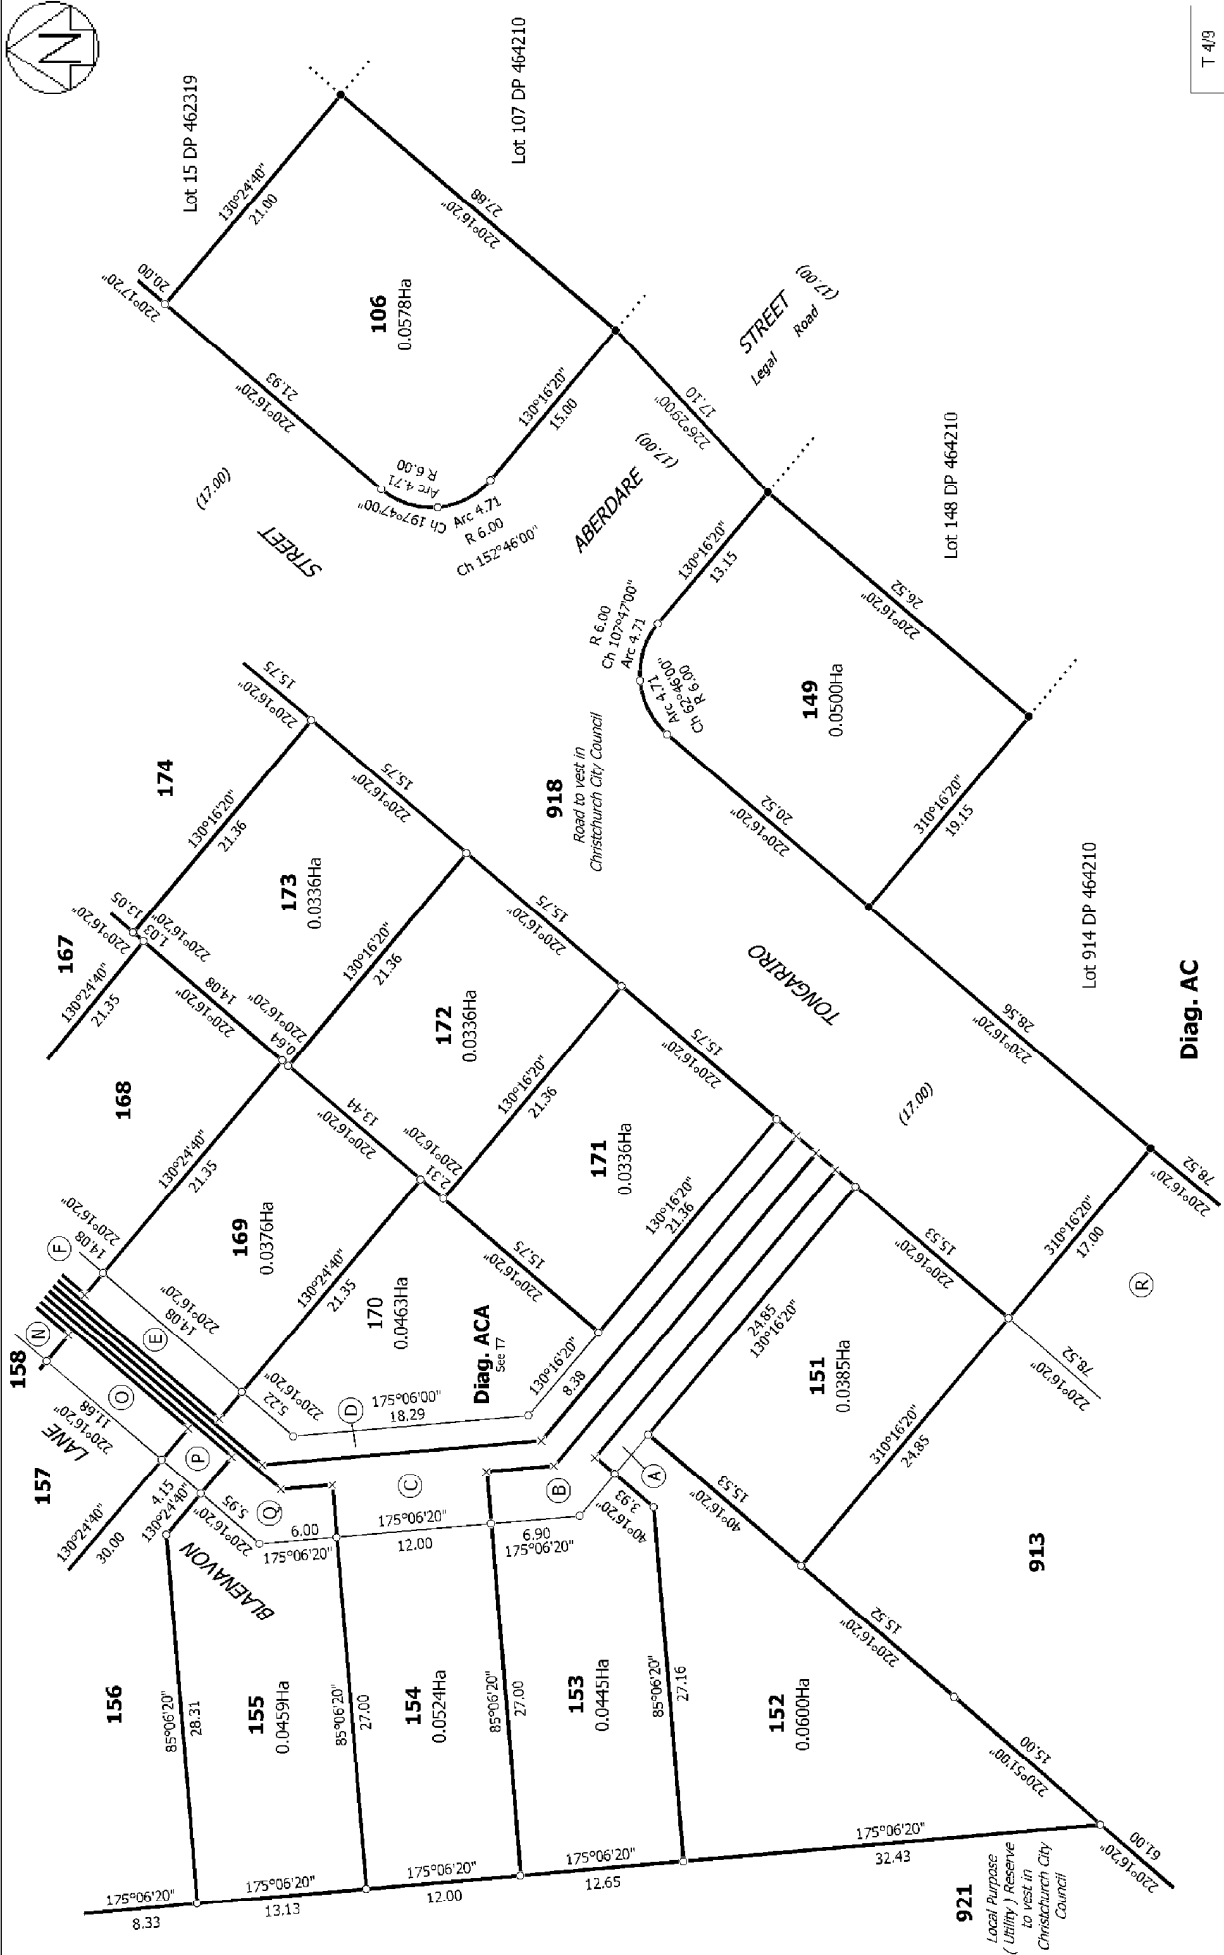 N
Lot 15 DP 462319
Lot 107 DP 464210
T 4/9
130°24'40"
21.00
220°17'20"
20.00
106
0.0578Ha
220°16'20"
27.88
220°16'20"
21.93
130°16'20"
15.00
R 6.00
Arc 4.71
Ch 197°47'00"
Arc 4.71
R 6.00
Ch 152°46'00"
(17.00)
STREET
STREET
Legal Road
(17.00)
226°29'00"
17.10
ABERDARE
(17.00)
Lot 148 DP 464210
130°16'20"
13.15
R 6.00
Ch 107°47'00"
Arc 4.71
Arc 4.71
Ch 62°46'00"
R 6.00
149
0.0500Ha
220°16'20"
26.52
220°16'20"
20.52
310°16'20"
19.15
918
Road to vest in
Christchurch City Council
Lot 914 DP 464210
Diag. AC
TONGARIRO
(17.00)
220°16'20"
28.56
220°16'20"
78.52
310°16'20"
17.00
R
174
220°16'20"
15.75
130°16'20"
21.36
173
0.0336Ha
220°16'20"
15.75
167
220°16'20"
13.05
1.03
220°16'20"
130°24'40"
21.35
220°16'20"
14.08
220°16'20"
0.64
130°16'20"
21.36
172
0.0336Ha
220°16'20"
15.75
168
130°24'40"
21.35
220°16'20"
13.44
220°16'20"
2.31
130°16'20"
21.36
171
0.0336Ha
220°16'20"
15.75
130°16'20"
21.36
F
220°16'20"
14.08
169
0.0376Ha
220°16'20"
14.08
130°24'40"
21.35
170
0.0463Ha
220°16'20"
15.75
Diag. ACA
See T7
130°16'20"
8.38
220°16'20"
5.22
D
175°06'00"
18.29
158
N
E
O
220°16'20"
11.68
LANE
157
P
4.15
130°24'40"
130°24'40"
30.00
220°16'20"
5.95
Q
BLAENAVON
C
B
A
6.00
175°06'20"
175°06'20"
12.00
6.90
175°06'20"
40°16'20"
3.93
24.85
130°16'20"
151
0.0385Ha
220°16'20"
15.53
40°16'20"
15.53
310°16'20"
24.85
220°16'20"
78.52
913
156
85°06'20"
28.31
155
0.0459Ha
85°06'20"
27.00
154
0.0524Ha
85°06'20"
27.00
153
0.0445Ha
85°06'20"
27.16
152
0.0600Ha
220°16'20"
15.52
220°51'00"
15.00
220°16'20"
61.00
175°06'20"
8.33
175°06'20"
13.13
175°06'20"
12.00
175°06'20"
12.65
175°06'20"
32.43
921
Local Purpose
( Utility ) Reserve
to vest in
Christchurch City
Council